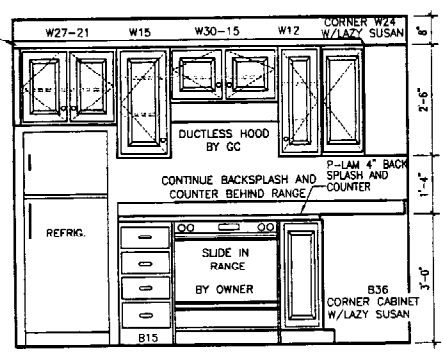 W27-21 W15 W30-15 W12 CORNER W24
W/LAZY SUSAN
8"
2'-6"
DUCTLESS HOOD
BY GC
P-LAM 4" BACK
SPLASH AND
COUNTER
CONTINUE BACKSPLASH AND
COUNTER BEHIND RANGE
1'-4"
REFRIG.
SLIDE IN
RANGE
BY OWNER
3'-0"
B36
CORNER CABINET
W/LAZY SUSAN
B15